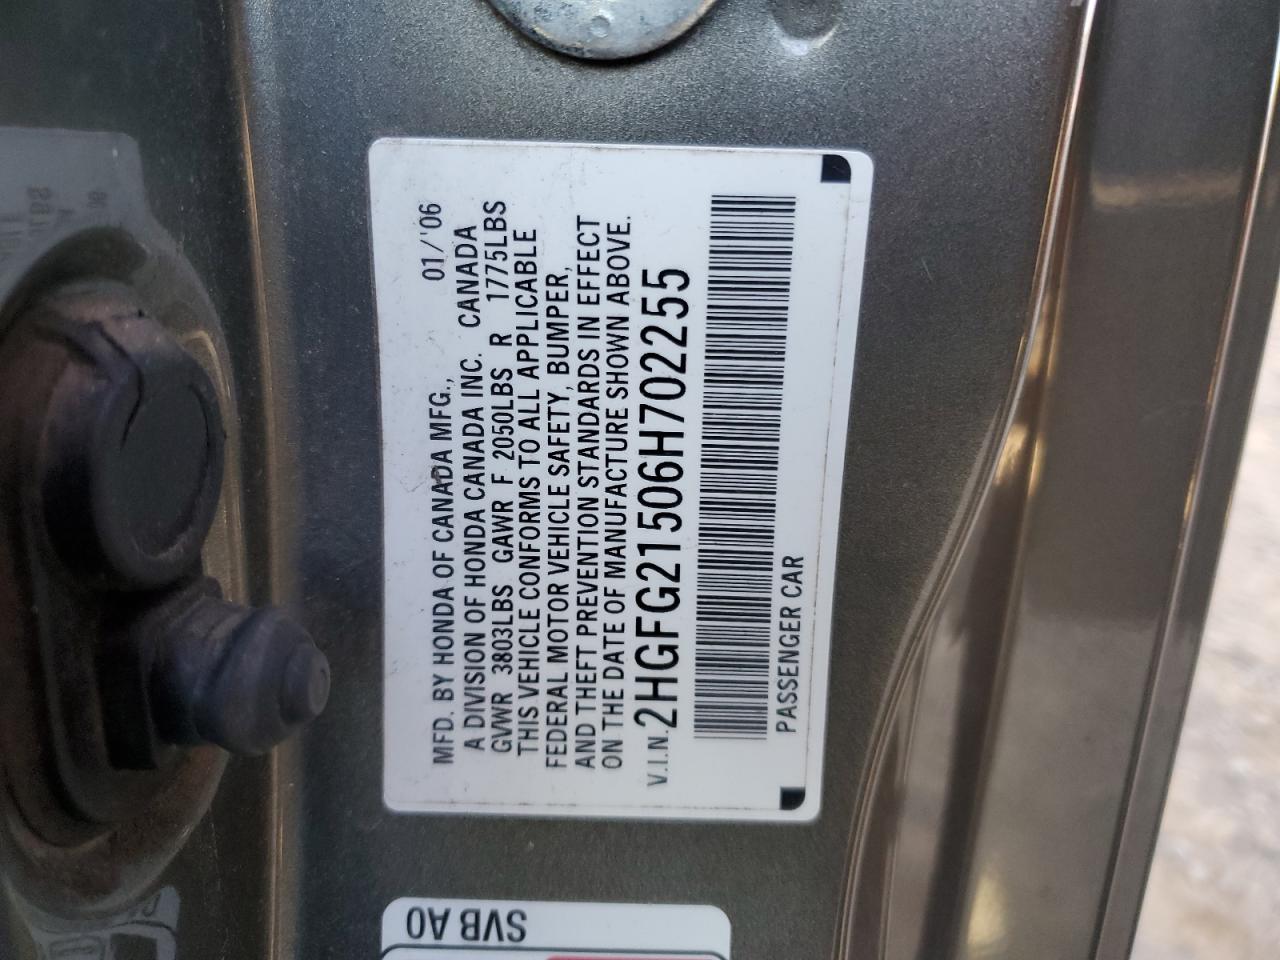 MFD. BY HONDA OF CANADA MFG., 01/'06
A DIVISION OF HONDA CANADA INC. CANADA
GVWR 3803LBS GAWR F 2050LBS R 1775LBS
THIS VEHICLE CONFORMS TO ALL APPLICABLE
FEDERAL MOTOR VEHICLE SAFETY, BUMPER,
AND THEFT PREVENTION STANDARDS IN EFFECT
ON THE DATE OF MANUFACTURE SHOWN ABOVE.
V.I.N. 2HGFG21506H702255
PASSENGER CAR
SVB A0